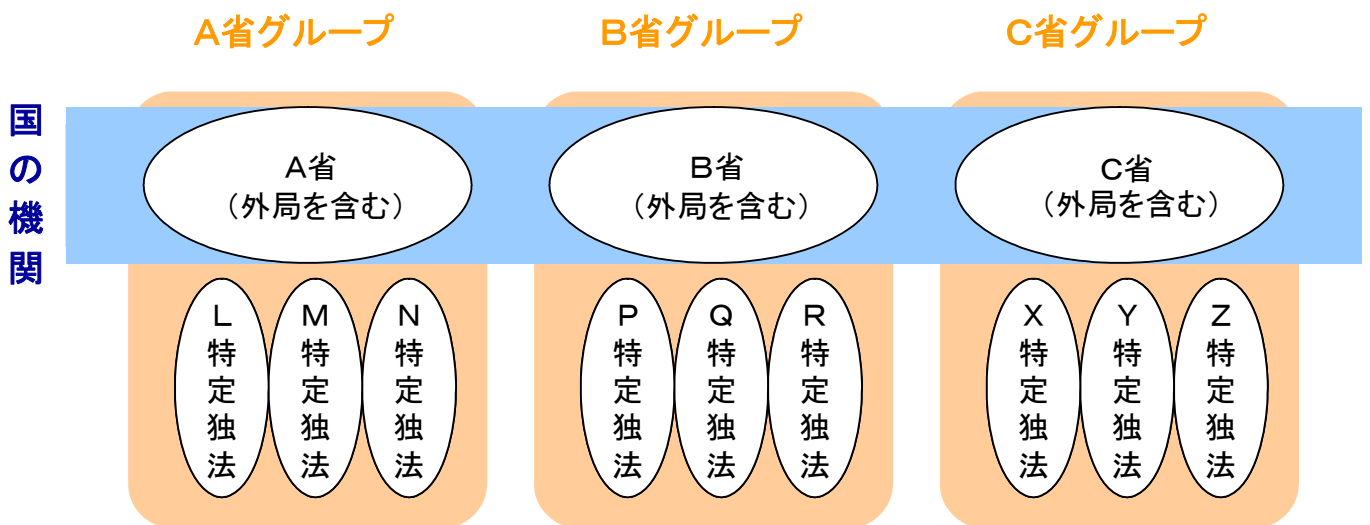 A省グループ
B省グループ
C省グループ
国の機関
A省
（外局を含む）
B省
（外局を含む）
C省
（外局を含む）
L特定独法
M特定独法
N特定独法
P特定独法
Q特定独法
R特定独法
X特定独法
Y特定独法
Z特定独法